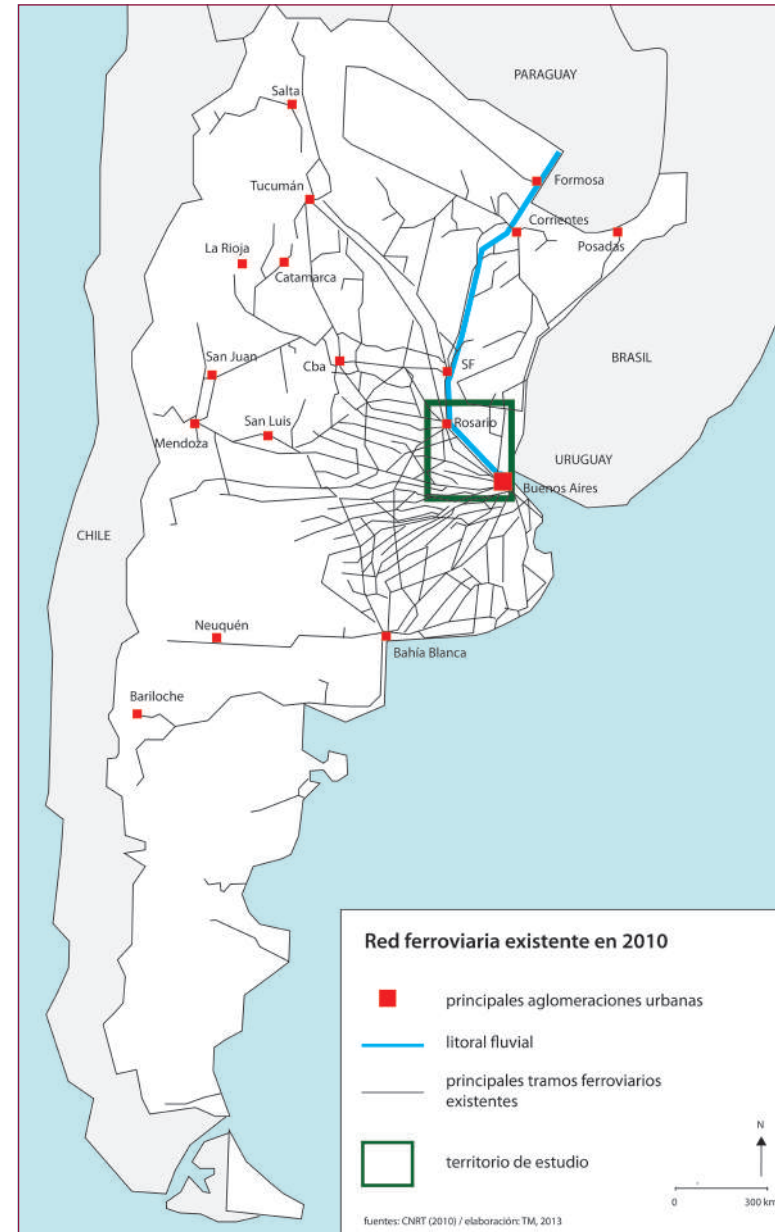 PARAGUAY
Salta
Formosa
Tucumán
Corrientes
Posadas
La Rioja
Catamarca
BRASIL
San Juan
Cba
SF
San Luis
Rosario
Mendoza
URUGUAY
Buenos Aires
CHILE
Neuquén
Bahía Blanca
Bariloche
Red ferroviaria existente en 2010
principales aglomeraciones urbanas
litoral fluvial
principales tramos ferroviarios
existentes
territorio de estudio
N
0 300 km
fuentes: CNRT (2010) / elaboración: TM, 2013